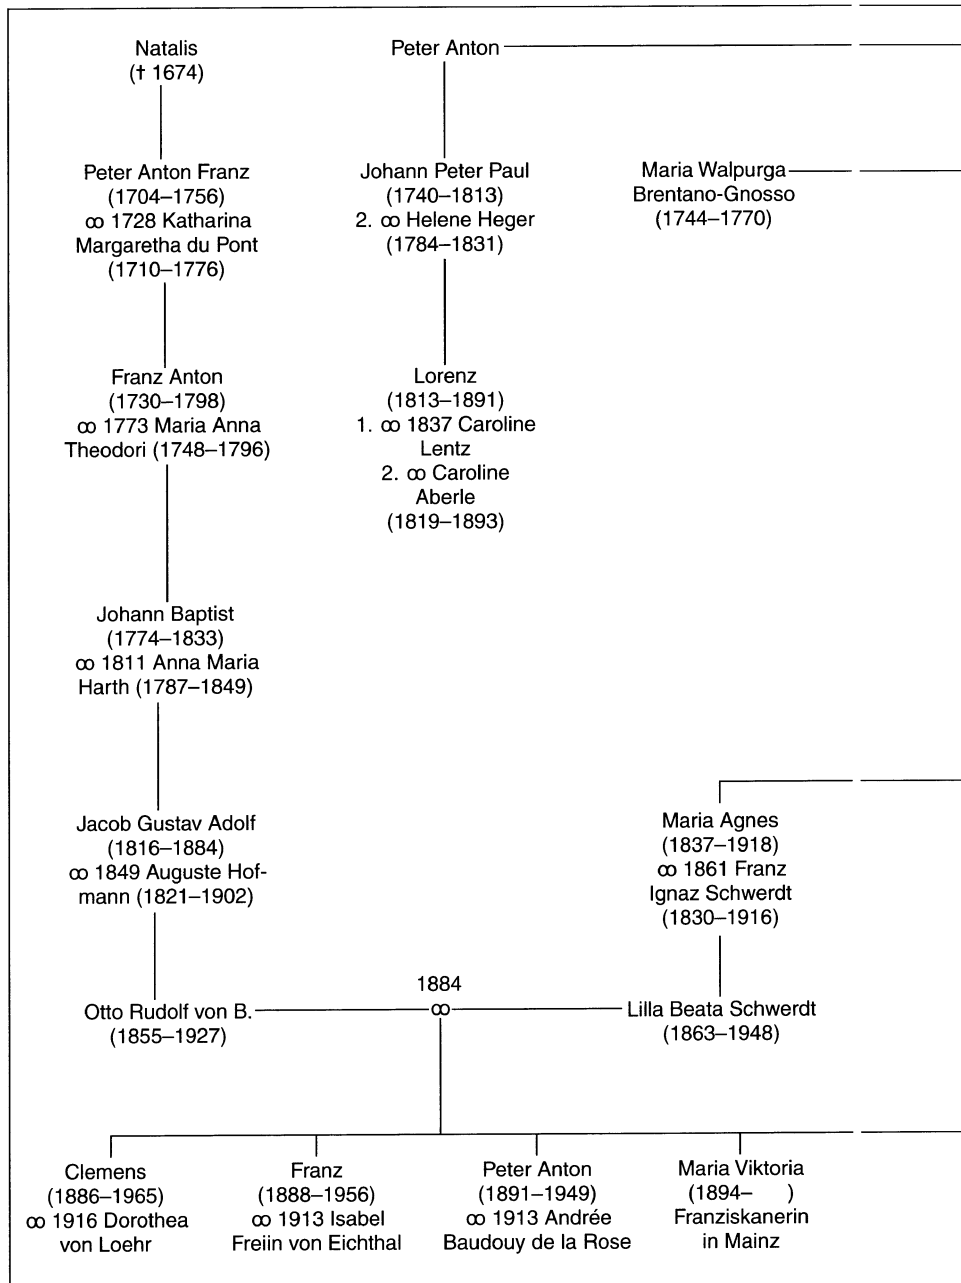 Natalis
(† 1674)
Peter Anton
Peter Anton Franz
(1704–1756)
⚭ 1728 Katharina
Margaretha du Pont
(1710–1776)
Johann Peter Paul
(1740–1813)
2. ⚭ Helene Heger
(1784–1831)
Maria Walpurga
Brentano-Gnosso
(1744–1770)
Franz Anton
(1730–1798)
⚭ 1773 Maria Anna
Theodori (1748–1796)
Lorenz
(1813–1891)
1. ⚭ 1837 Caroline
Lentz
2. ⚭ Caroline
Aberle
(1819–1893)
Johann Baptist
(1774–1833)
⚭ 1811 Anna Maria
Harth (1787–1849)
Jacob Gustav Adolf
(1816–1884)
⚭ 1849 Auguste Hof-
mann (1821–1902)
Maria Agnes
(1837–1918)
⚭ 1861 Franz
Ignaz Schwerdt
(1830–1916)
1884
Otto Rudolf von B. ⚭ Lilla Beata Schwerdt
(1855–1927)
(1863–1948)
Clemens
(1886–1965)
⚭ 1916 Dorothea
von Loehr
Franz
(1888–1956)
⚭ 1913 Isabel
Freiin von Eichthal
Peter Anton
(1891–1949)
⚭ 1913 Andrée
Baudouy de la Rose
Maria Viktoria
(1894– )
Franziskanerin
in Mainz